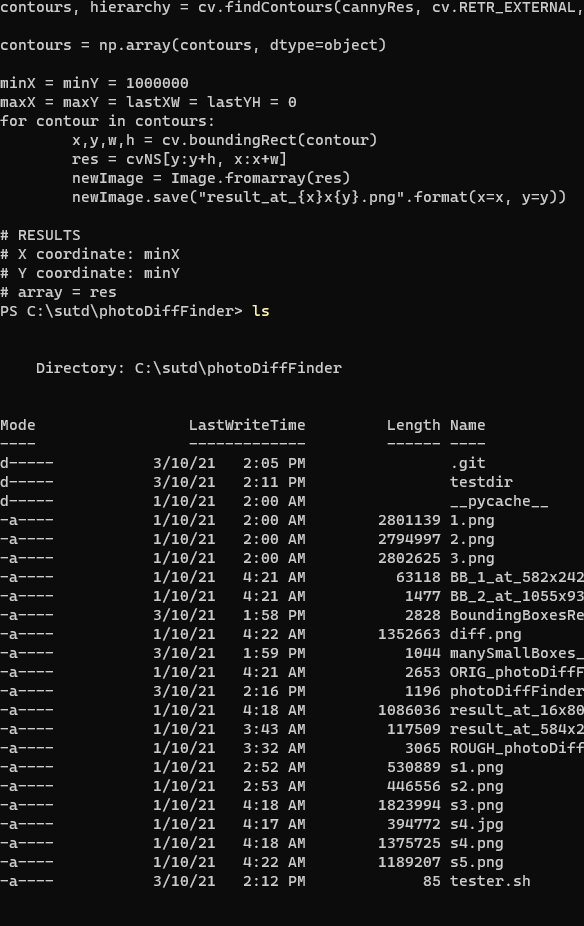 contours, hierarchy = cv.findContours(cannyRes, cv.RETR_EXTERNAL,
contours = np.array(contours, dtype=object)
minX = minY = 1000000
maxX = maxY = lastXW = lastYH = 0
for contour in contours:
        x,y,w,h = cv.boundingRect(contour)
        res = cvNS[y:y+h, x:x+w]
        newImage = Image.fromarray(res)
        newImage.save("result_at_{x}x{y}.png".format(x=x, y=y))
# RESULTS
# X coordinate: minX
# Y coordinate: minY
# array = res
PS C:\sutd\photoDiffFinder> ls
    Directory: C:\sutd\photoDiffFinder
Mode                 LastWriteTime         Length Name
----                 -------------         ------ ----
d-----           3/10/21   2:05 PM                .git
d-----           3/10/21   2:11 PM                testdir
d-----           1/10/21   2:00 AM                __pycache__
-a----           1/10/21   2:00 AM        2801139 1.png
-a----           1/10/21   2:00 AM        2794997 2.png
-a----           1/10/21   2:00 AM        2802625 3.png
-a----           1/10/21   4:21 AM          63118 BB_1_at_582x242
-a----           1/10/21   4:21 AM           1477 BB_2_at_1055x93
-a----           3/10/21   1:58 PM           2828 BoundingBoxesRe
-a----           1/10/21   4:22 AM        1352663 diff.png
-a----           3/10/21   1:59 PM           1044 manySmallBoxes_
-a----           1/10/21   4:21 AM           2653 ORIG_photoDiffF
-a----           3/10/21   2:16 PM           1196 photoDiffFinder
-a----           1/10/21   4:18 AM        1086036 result_at_16x80
-a----           1/10/21   3:43 AM         117509 result_at_584x2
-a----           1/10/21   3:32 AM           3065 ROUGH_photoDiff
-a----           1/10/21   2:52 AM         530889 s1.png
-a----           1/10/21   2:53 AM         446556 s2.png
-a----           1/10/21   4:18 AM        1823994 s3.png
-a----           1/10/21   4:17 AM         394772 s4.jpg
-a----           1/10/21   4:18 AM        1375725 s4.png
-a----           1/10/21   4:22 AM        1189207 s5.png
-a----           3/10/21   2:12 PM             85 tester.sh